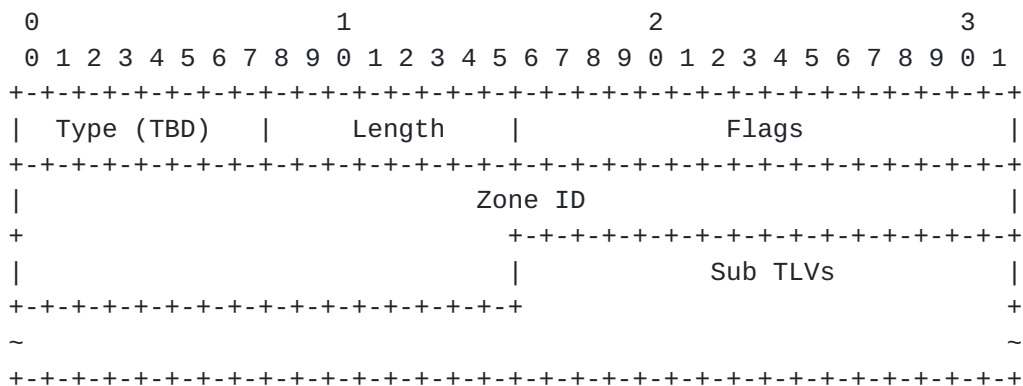 0                   1                   2                   3
 0 1 2 3 4 5 6 7 8 9 0 1 2 3 4 5 6 7 8 9 0 1 2 3 4 5 6 7 8 9 0 1
+-+-+-+-+-+-+-+-+-+-+-+-+-+-+-+-+-+-+-+-+-+-+-+-+-+-+-+-+-+-+-+-+
|  Type (TBD)   |     Length    |             Flags             |
+-+-+-+-+-+-+-+-+-+-+-+-+-+-+-+-+-+-+-+-+-+-+-+-+-+-+-+-+-+-+-+-+
|                             Zone ID                           |
+                               +-+-+-+-+-+-+-+-+-+-+-+-+-+-+-+-+
|                               |            Sub TLVs           |
+-+-+-+-+-+-+-+-+-+-+-+-+-+-+-+-+                               +
~                                                               ~
+-+-+-+-+-+-+-+-+-+-+-+-+-+-+-+-+-+-+-+-+-+-+-+-+-+-+-+-+-+-+-+-+